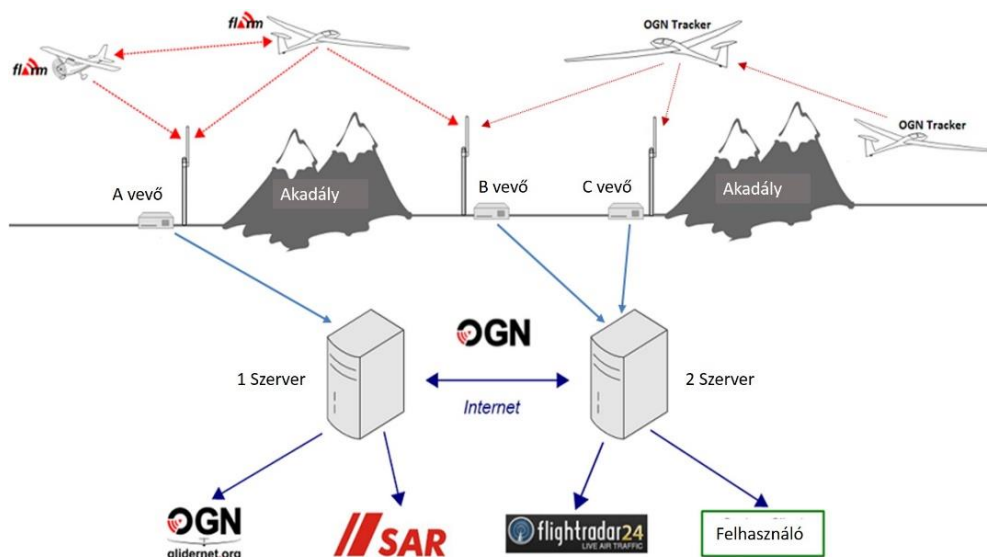 flarm
flarm
OGN Tracker
OGN Tracker
A vevő
Akadály
B vevő
C vevő
Akadály
OGN
1 Szerver
2 Szerver
Internet
OGN
glidernet.org
SAR
flightradar24
LIVE AIR TRAFFIC
Felhasználó